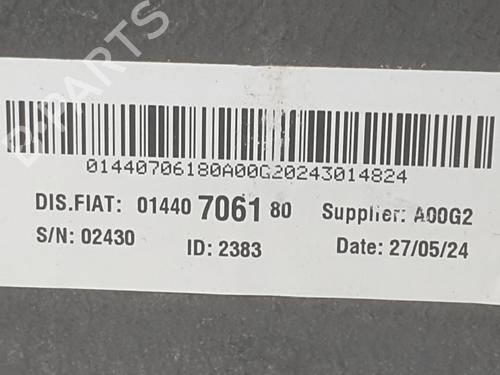 B-PARTS
01440706180A00G20243014824
DIS.FIAT: 01440 7061 80 Supplier: A00G2
S/N: 02430 ID: 2383 Date: 27/05/24